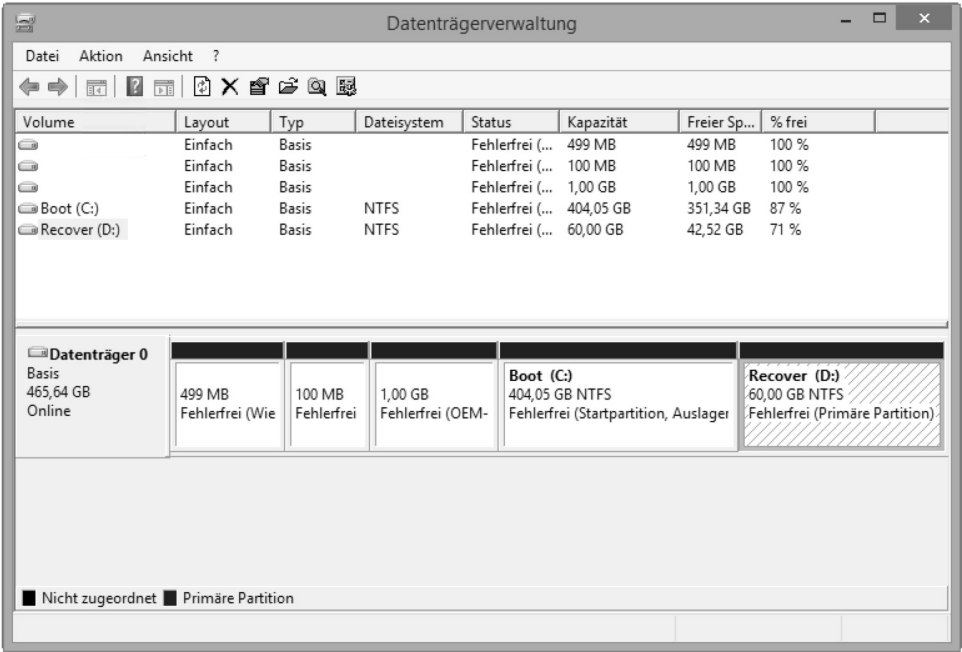 Datenträgerverwaltung
Datei Aktion Ansicht ?
Volume Layout Typ Dateisystem Status Kapazität Freier Sp... % frei
Einfach Basis Fehlerfrei (... 499 MB 499 MB 100 %
Einfach Basis Fehlerfrei (... 100 MB 100 MB 100 %
Einfach Basis Fehlerfrei (... 1,00 GB 1,00 GB 100 %
Boot (C:) Einfach Basis NTFS Fehlerfrei (... 404,05 GB 351,34 GB 87 %
Recover (D:) Einfach Basis NTFS Fehlerfrei (... 60,00 GB 42,52 GB 71 %
Datenträger 0
Basis
465,64 GB
Online
499 MB
Fehlerfrei (Wie
100 MB
Fehlerfrei
1,00 GB
Fehlerfrei (OEM-
Boot (C:)
404,05 GB NTFS
Fehlerfrei (Startpartition, Auslager
Recover (D:)
60,00 GB NTFS
Fehlerfrei (Primäre Partition)
Nicht zugeordnet Primäre Partition